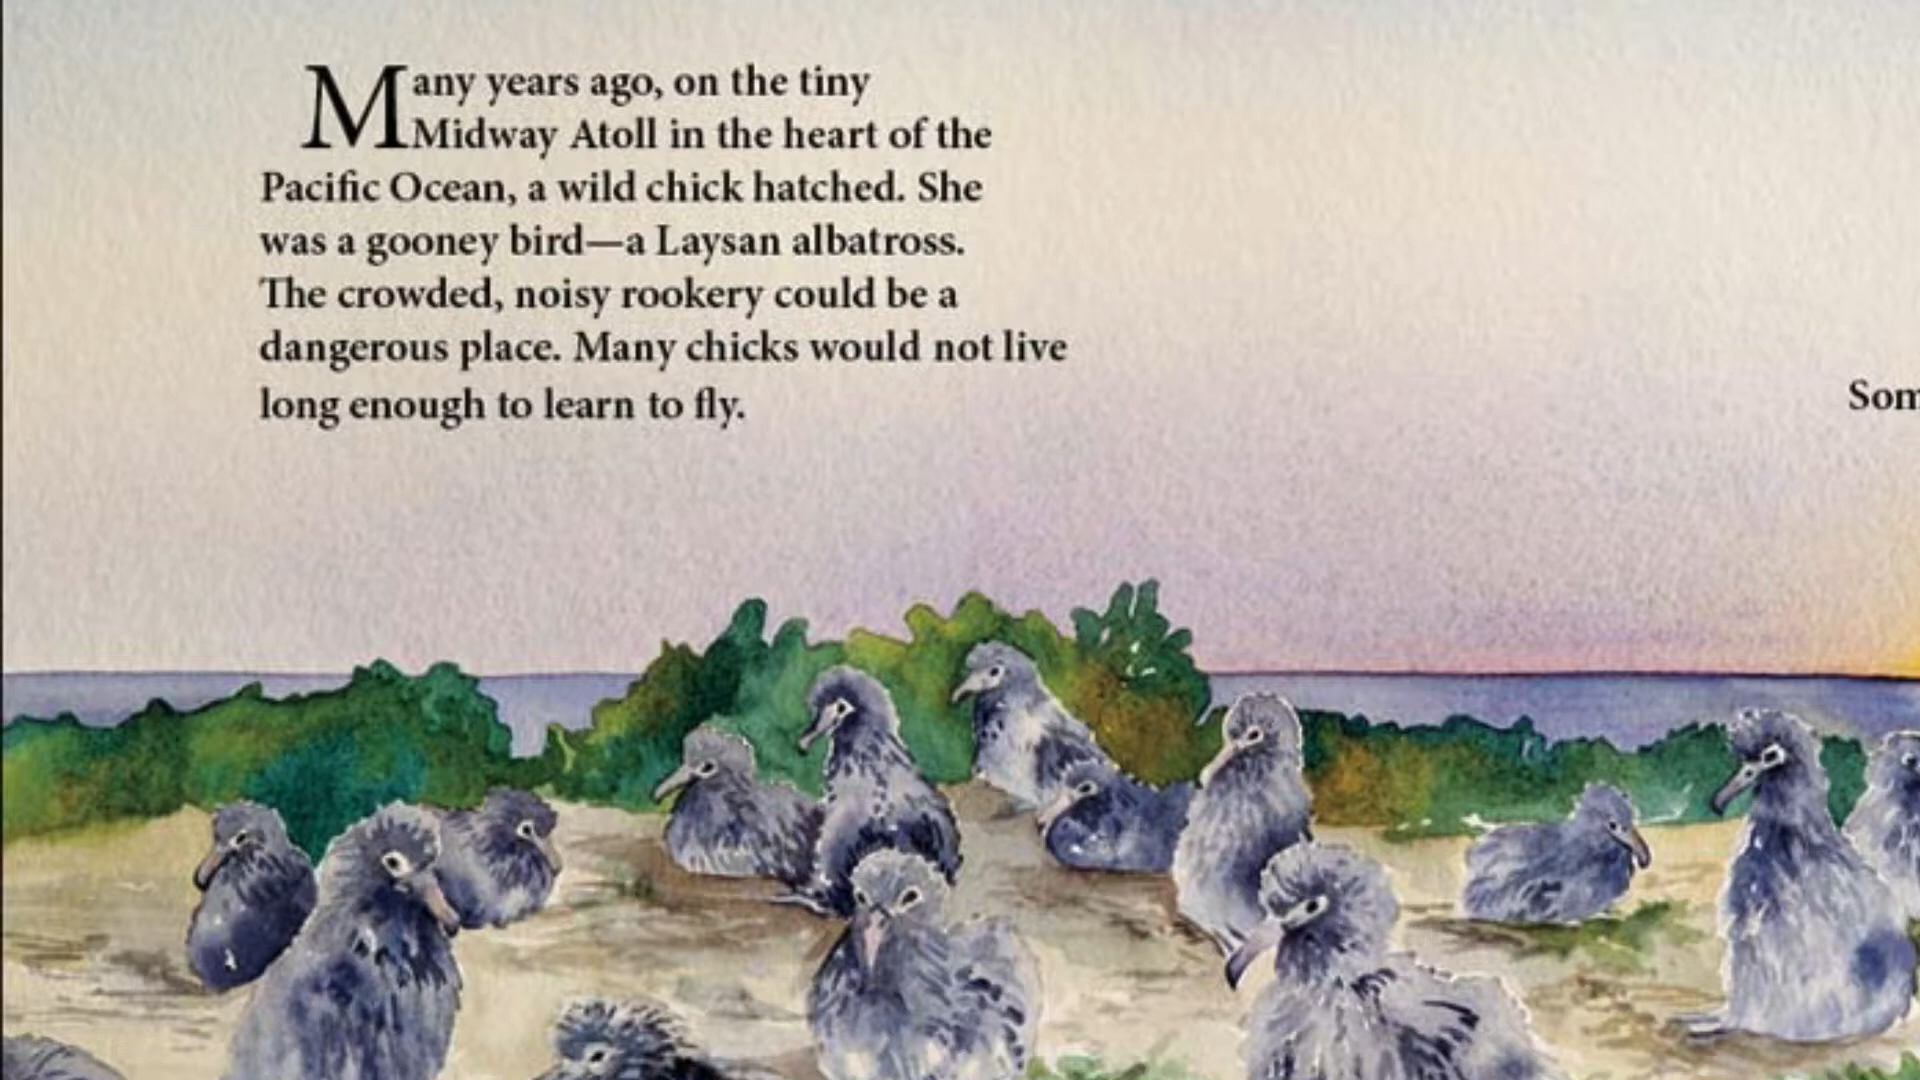 Many years ago, on the tiny
Midway Atoll in the heart of the
Pacific Ocean, a wild chick hatched. She
was a gooney bird—a Laysan albatross.
The crowded, noisy rookery could be a
dangerous place. Many chicks would not live
long enough to learn to fly.